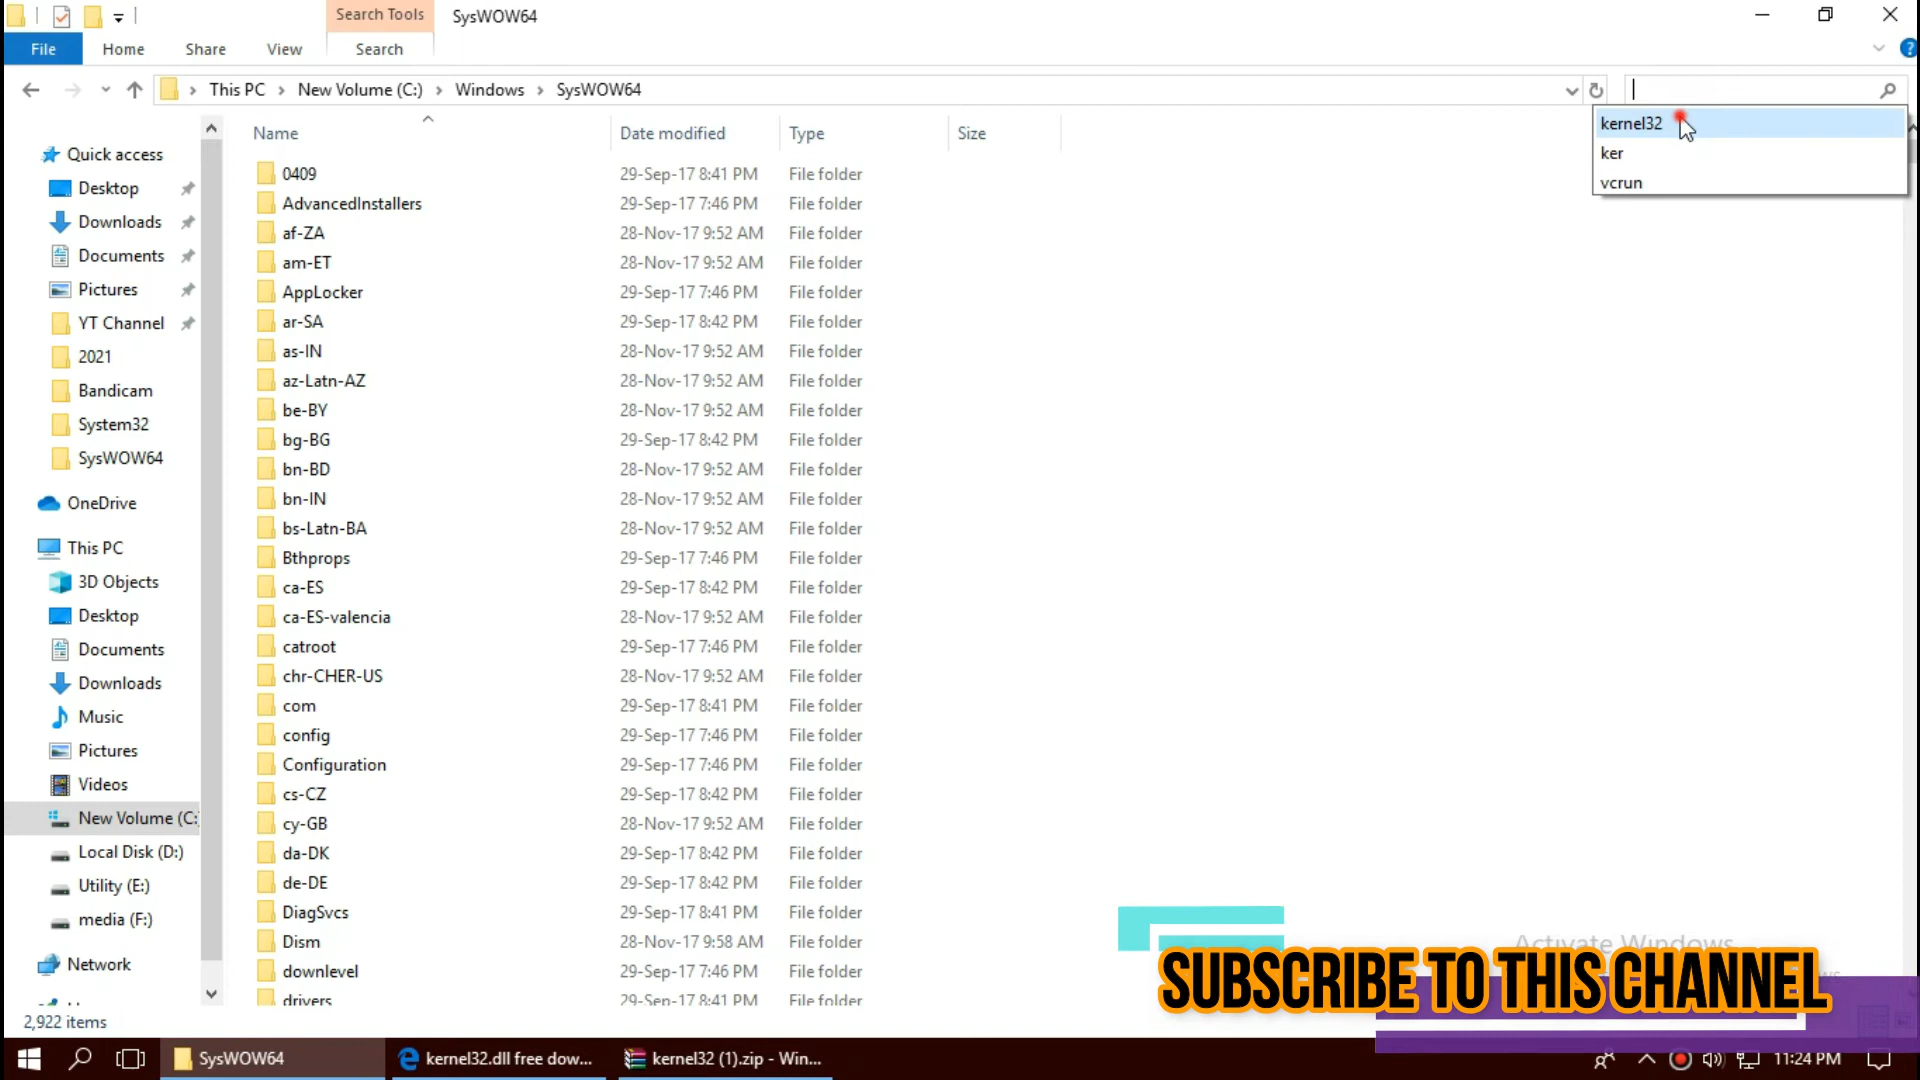 Search Tools
SysWOW64
File
Home
Share
View
Search
This PC
New Volume (C:)
Windows
SysWOW64
kernel32
ker
vcrun
Name
Date modified
Type
Size
Quick access
Desktop
Downloads
Documents
Pictures
YT Channel
2021
Bandicam
System32
SysWOW64
OneDrive
This PC
3D Objects
Desktop
Documents
Downloads
Music
Pictures
Videos
New Volume (C:
Local Disk (D:)
Utility (E:)
media (F:)
Network
0409 29-Sep-17 8:41 PM File folder
AdvancedInstallers 29-Sep-17 7:46 PM File folder
af-ZA 28-Nov-17 9:52 AM File folder
am-ET 28-Nov-17 9:52 AM File folder
AppLocker 29-Sep-17 7:46 PM File folder
ar-SA 29-Sep-17 8:42 PM File folder
as-IN 28-Nov-17 9:52 AM File folder
az-Latn-AZ 28-Nov-17 9:52 AM File folder
be-BY 28-Nov-17 9:52 AM File folder
bg-BG 29-Sep-17 8:42 PM File folder
bn-BD 28-Nov-17 9:52 AM File folder
bn-IN 28-Nov-17 9:52 AM File folder
bs-Latn-BA 28-Nov-17 9:52 AM File folder
Bthprops 29-Sep-17 7:46 PM File folder
ca-ES 29-Sep-17 8:42 PM File folder
ca-ES-valencia 28-Nov-17 9:52 AM File folder
catroot 29-Sep-17 7:46 PM File folder
chr-CHER-US 28-Nov-17 9:52 AM File folder
com 29-Sep-17 8:41 PM File folder
config 29-Sep-17 7:46 PM File folder
Configuration 29-Sep-17 7:46 PM File folder
cs-CZ 29-Sep-17 8:42 PM File folder
cy-GB 28-Nov-17 9:52 AM File folder
da-DK 29-Sep-17 8:42 PM File folder
de-DE 29-Sep-17 8:42 PM File folder
DiagSvcs 29-Sep-17 8:41 PM File folder
Dism 28-Nov-17 9:58 AM File folder
downlevel 29-Sep-17 7:46 PM File folder
drivers 29-Sep-17 8:41 PM File folder
Activate Windows
SUBSCRIBE TO THIS CHANNEL
2,922 items
SysWOW64
kernel32.dll free dow...
kernel32 (1).zip - Win...
11:24 PM